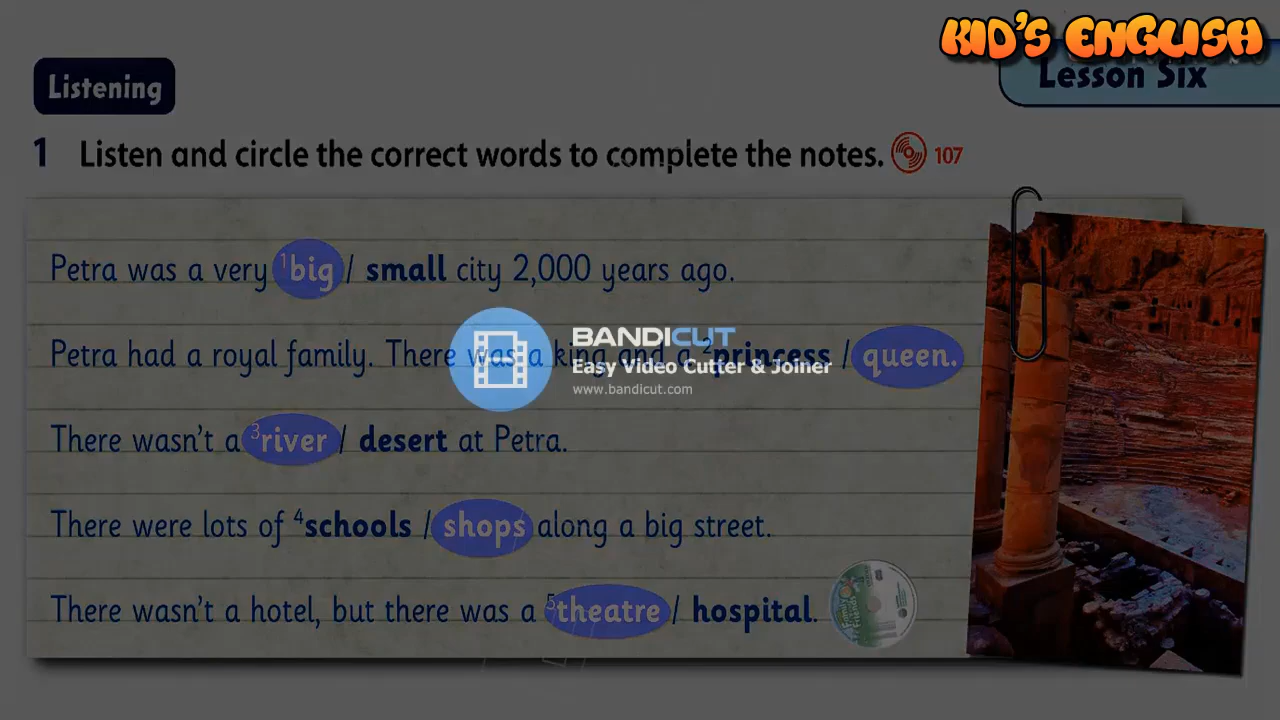 KID'S ENGLISH
Listening
Lesson Six
1 Listen and circle the correct words to complete the notes. 107
Petra was a very ¹big / small city 2,000 years ago.
Petra had a royal family. There was a king and a ²princess / queen.
BANDICUT
Easy Video Cutter & Joiner
www.bandicut.com
There wasn't a ³river / desert at Petra.
There were lots of ⁴schools / shops along a big street.
There wasn't a hotel, but there was a ⁵theatre / hospital.